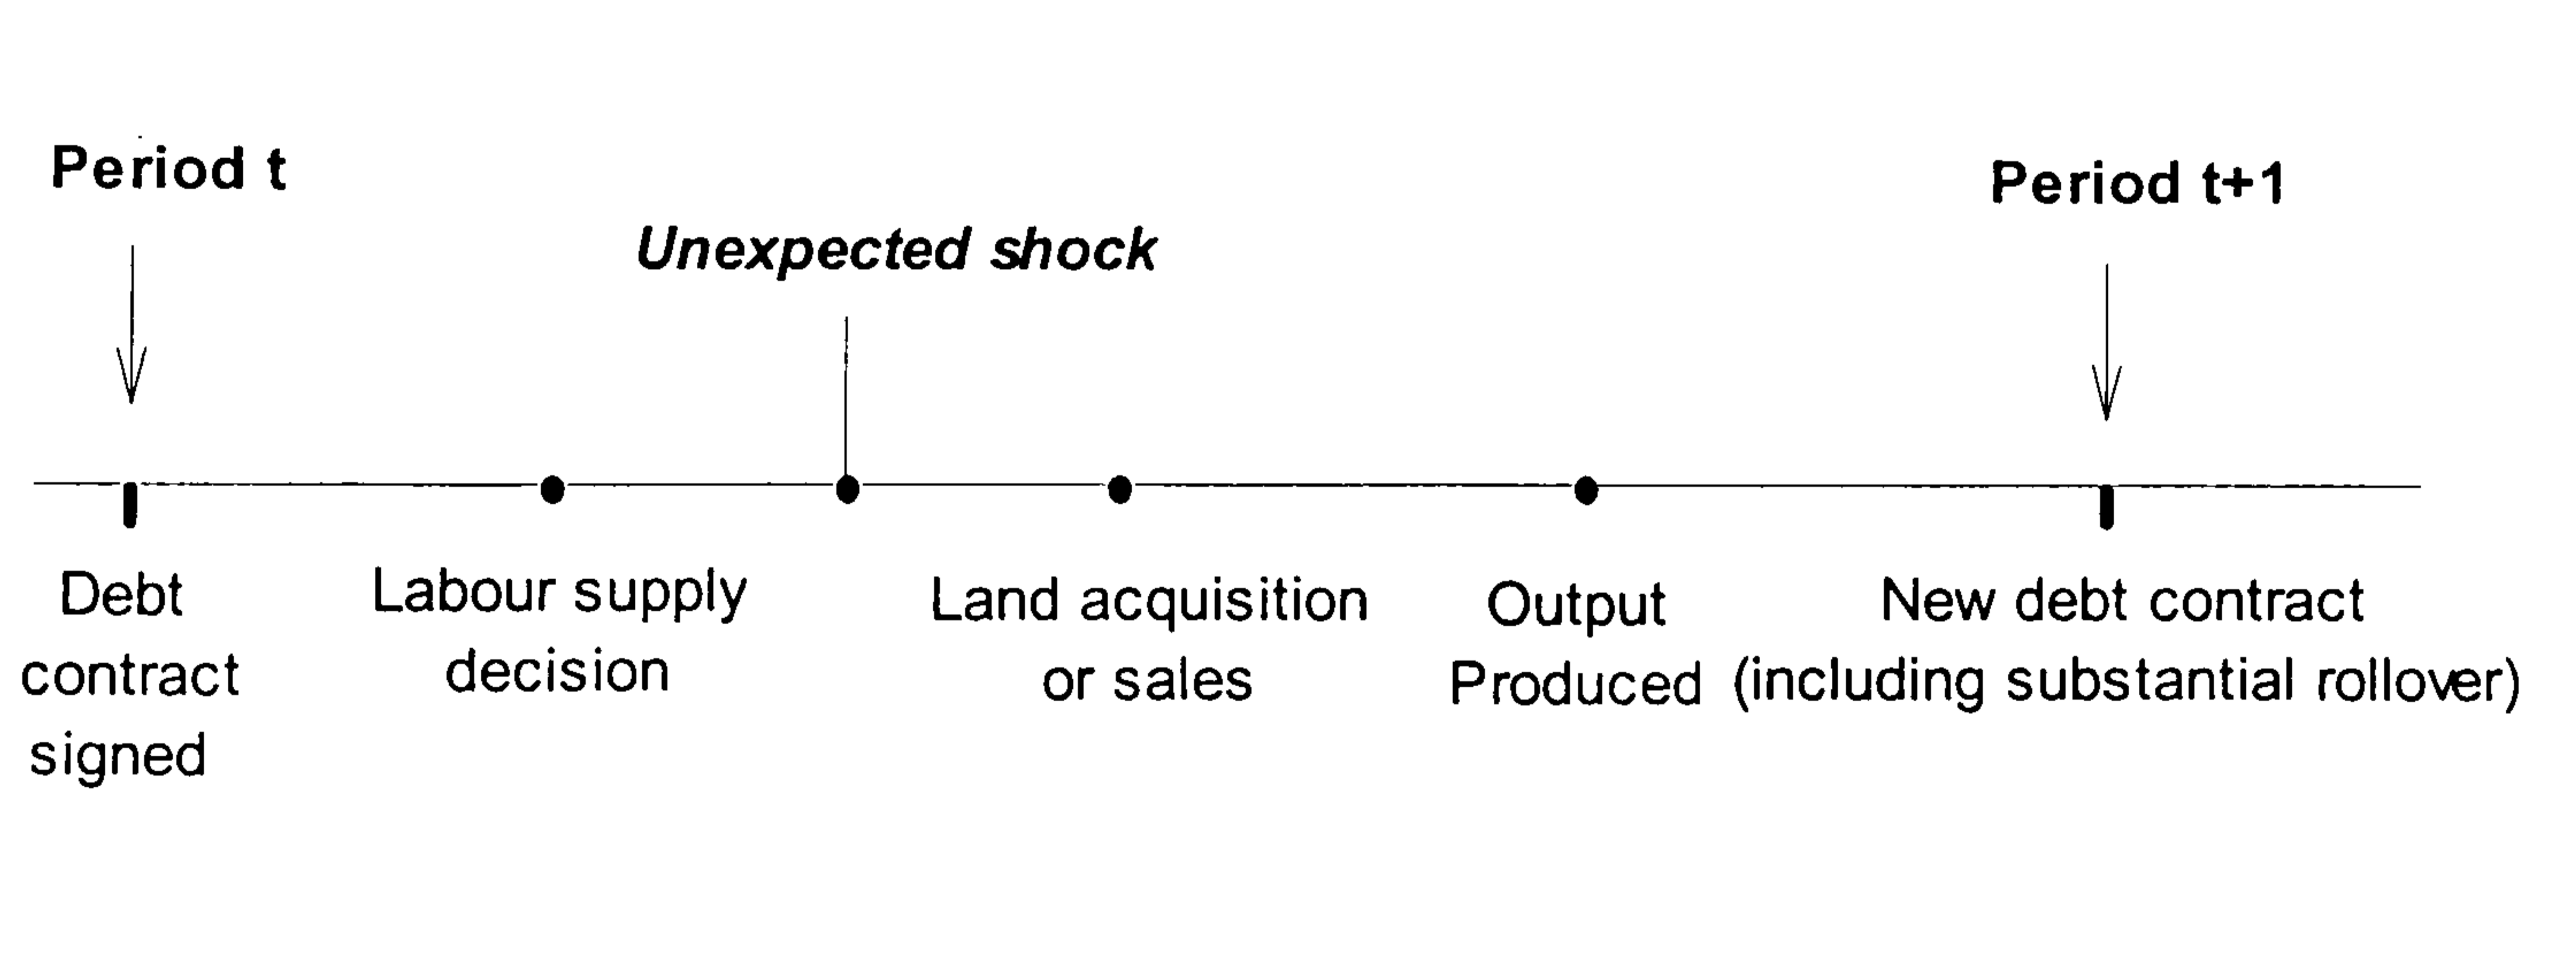 Period t
Period t+1
Unexpected shock
Debt
contract
signed
Labour supply
decision
Land acquisition
or sales
Output
Produced
New debt contract
(including substantial rollover)